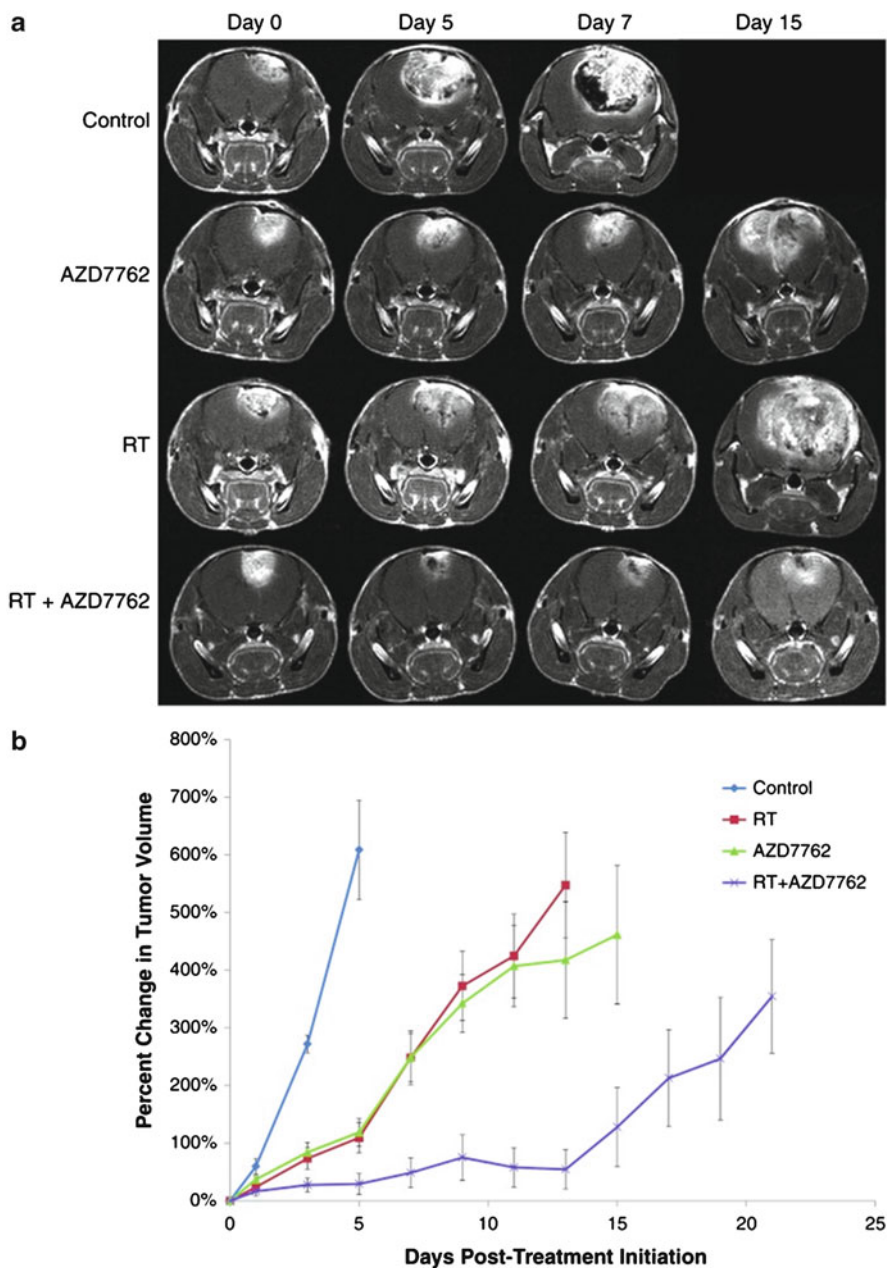 a
Day 0 Day 5 Day 7 Day 15
Control
AZD7762
RT
RT + AZD7762
b
800%
700%
600%
500%
400%
300%
200%
100%
0%
Percent Change in Tumor Volume
Control
RT
AZD7762
RT+AZD7762
0 5 10 15 20 25
Days Post-Treatment Initiation